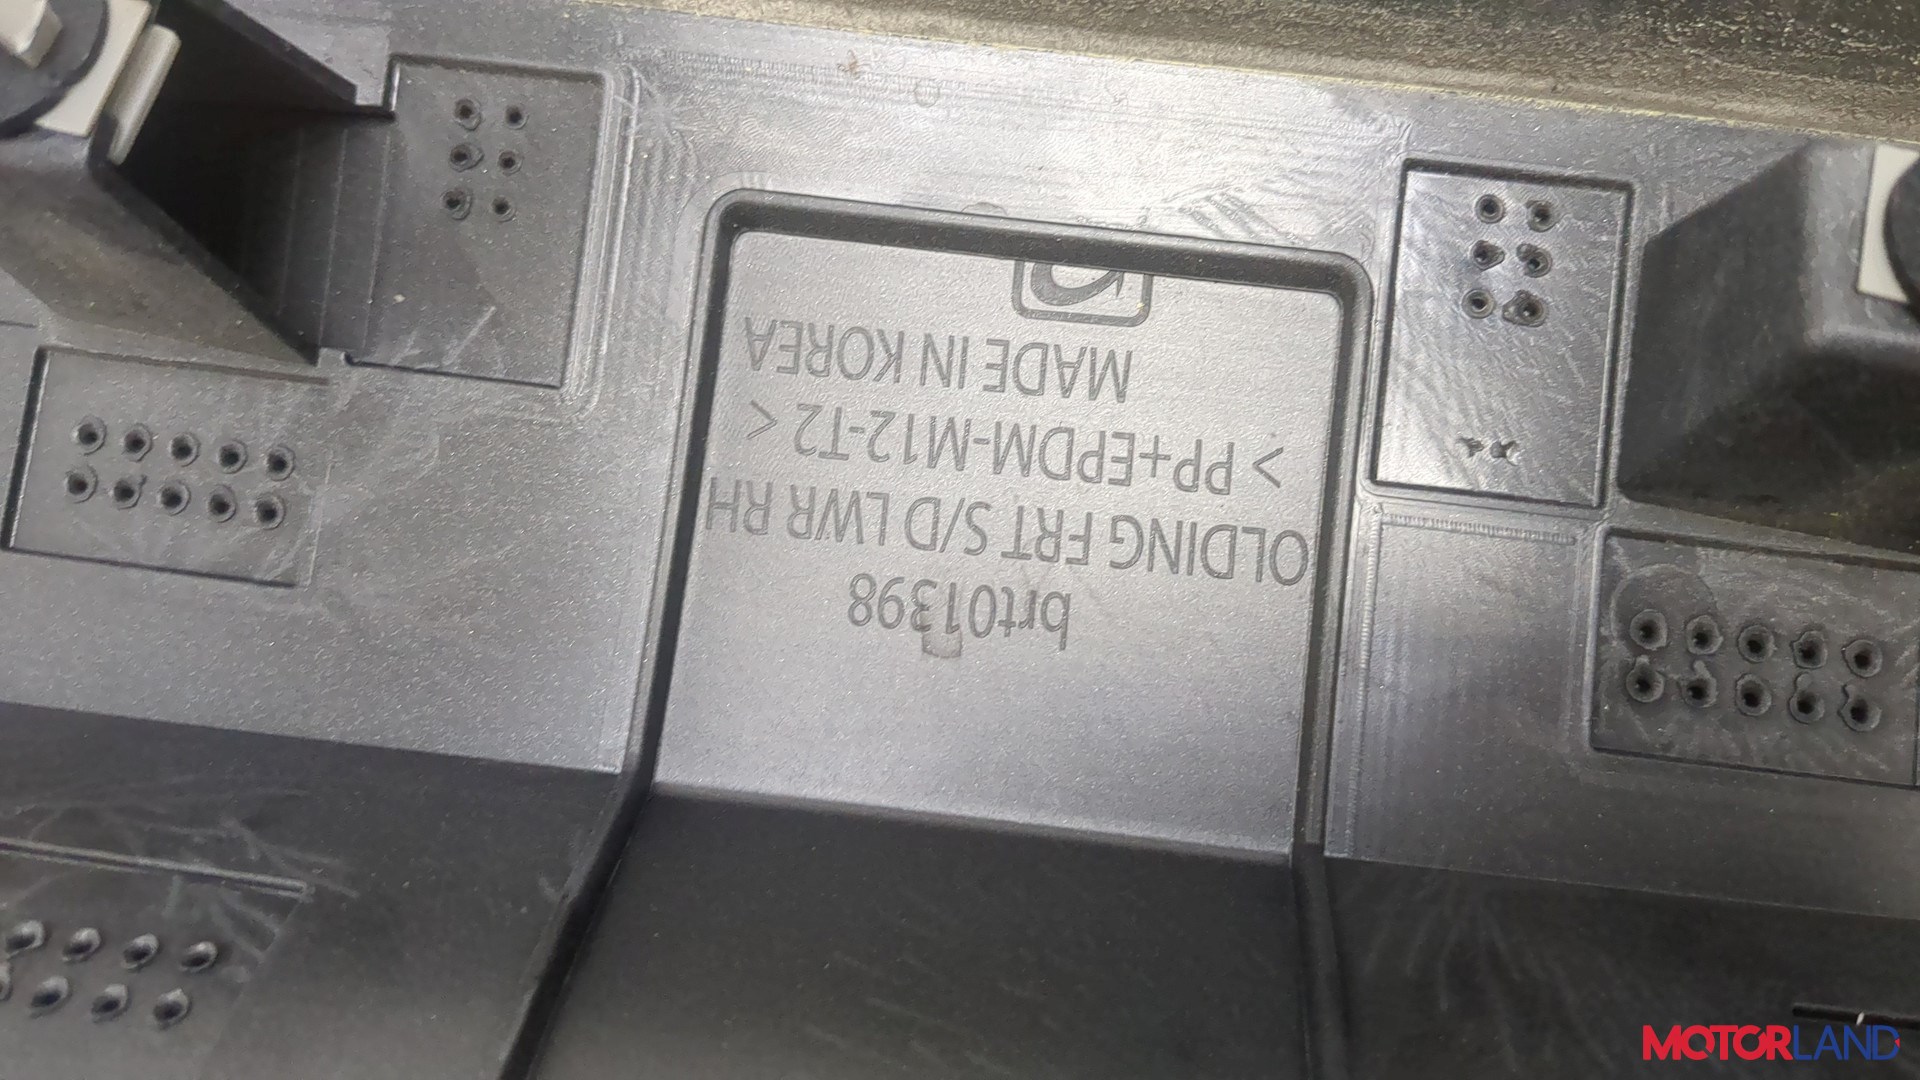 brt01398
OLDING FRT S/D LWR RH
> PP+EPDM-M12-T2 <
MADE IN KOREA
MOTORLAND